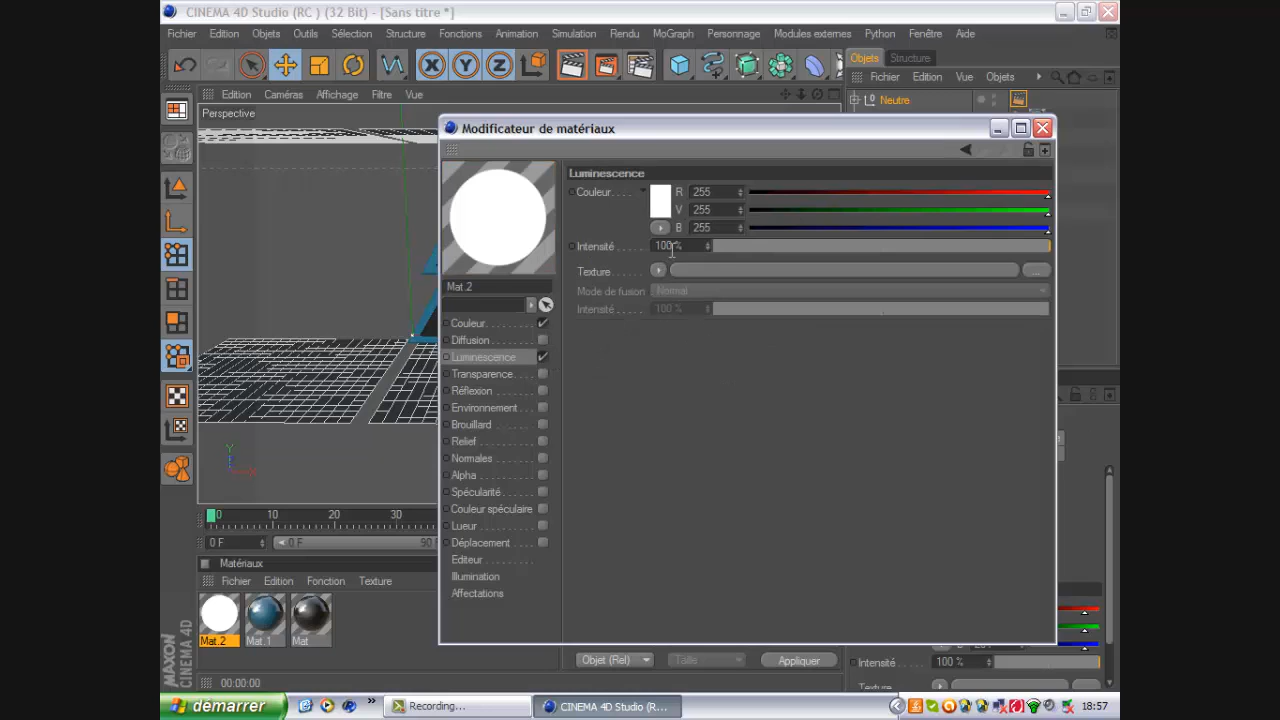 CINEMA 4D Studio (RC ) (32 Bit) - [Sans titre *]
Fichier Edition Objets Outils Sélection Structure Fonctions Animation Simulation Rendu MoGraph Personnage Modules externes Python Fenêtre Aide
Objets Structure
Fichier Edition Vue Objets
Edition Caméras Affichage Filtre Vue
Neutre
Perspective
Modificateur de matériaux
Luminescence
Couleur. . . . R 255
V 255
B 255
Intensité . . . . . 100 %
Texture . . . . . . ...
Mode de fusion Normal
Intensité . . . . . 100 %
Mat.2
Couleur. . . . . . . . .
Diffusion . . . . . . .
Luminescence
Transparence. . . .
Réflexion . . . . . . .
Environnement . . .
Brouillard . . . . . . .
Relief . . . . . . . . . .
Normales . . . . . . .
Alpha . . . . . . . . . .
Spécularité . . . . . .
Couleur spéculaire
Lueur . . . . . . . . . .
Déplacement . . . .
Editeur
Illumination
Affectations
Y
X
0 10 20 30
0 F 0 F 90 F
Matériaux
Fichier Edition Fonction Texture
Mat.2 Mat.1 Mat
MAXON
CINEMA 4D
Objet (Rel) Taille Appliquer
Intensité . . . . 100 %
Texture
00:00:00
démarrer » Recording... CINEMA 4D Studio (R... 18:57